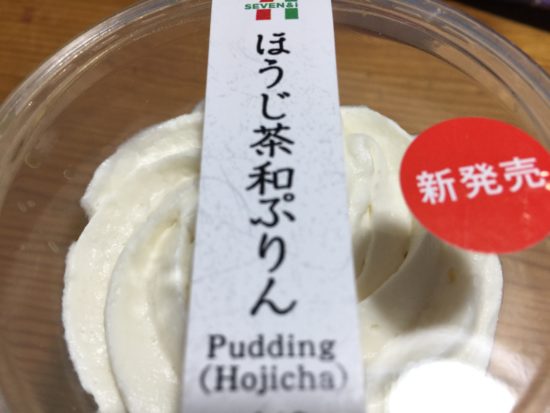 SEVEN&i
ほうじ茶和ぷりん
新発売
Pudding
(Hojicha)